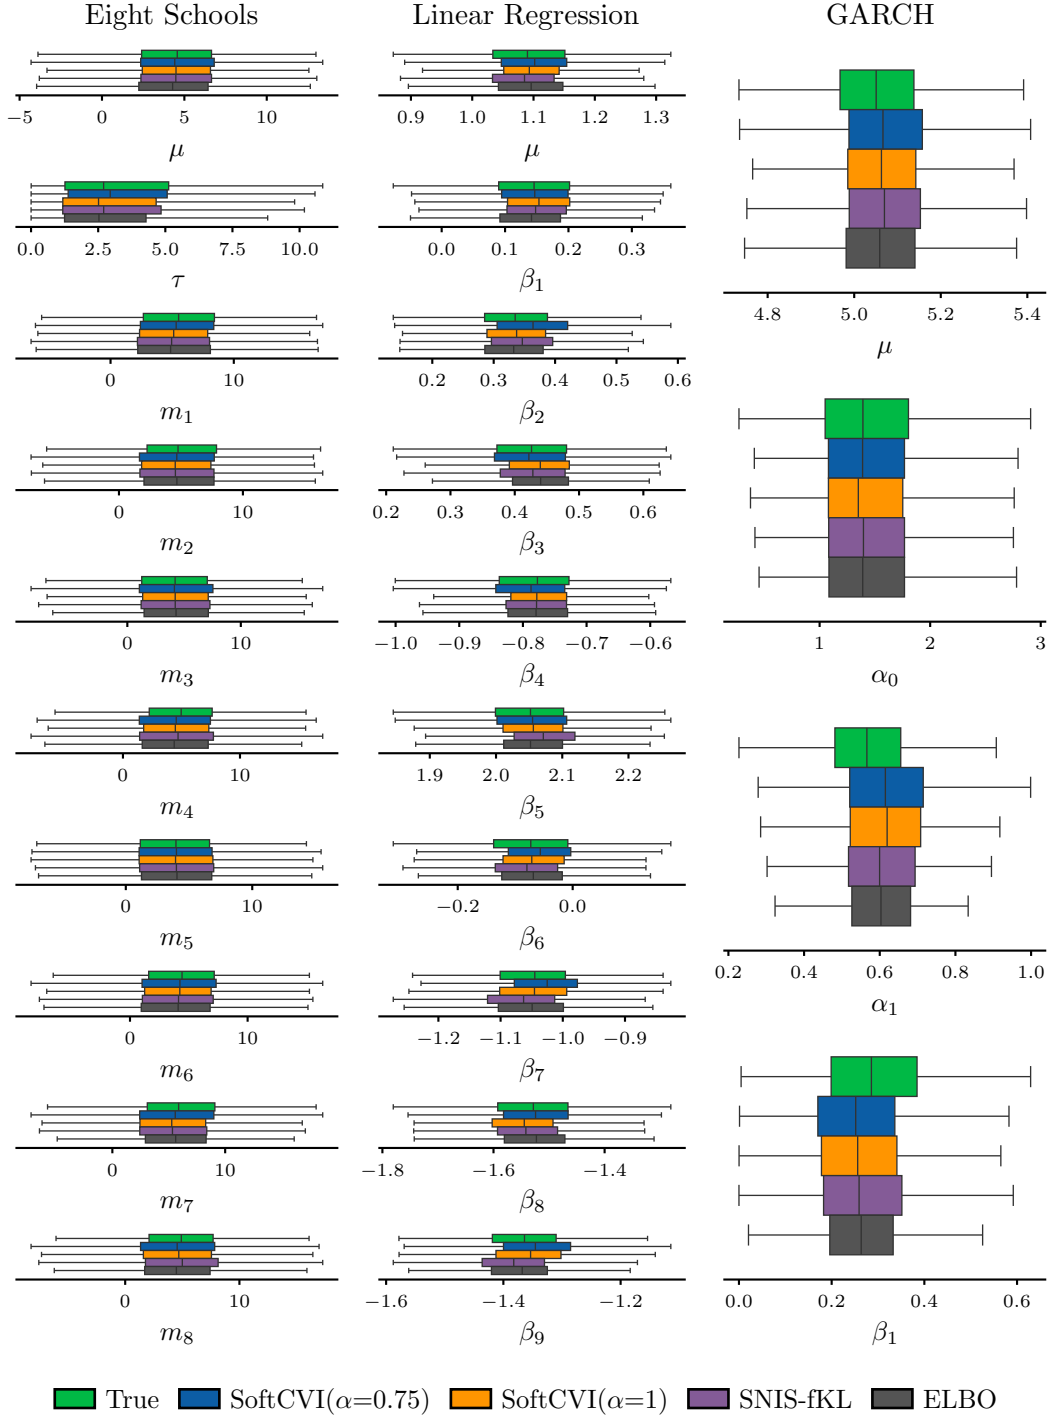 Eight Schools Linear Regression GARCH
−5 0 5 10
μ
0.9 1.0 1.1 1.2 1.3
μ
0.0 2.5 5.0 7.5 10.0
τ
0.0 0.1 0.2 0.3
β1
4.8 5.0 5.2 5.4
μ
0 10
m1
0.2 0.3 0.4 0.5 0.6
β2
0 10
m2
0.2 0.3 0.4 0.5 0.6
β3
0 10
m3
−1.0 −0.9 −0.8 −0.7 −0.6
β4
1 2 3
α0
0 10
m4
1.9 2.0 2.1 2.2
β5
0 10
m5
−0.2 0.0
β6
0 10
m6
−1.2 −1.1 −1.0 −0.9
β7
0.2 0.4 0.6 0.8 1.0
α1
0 10
m7
−1.8 −1.6 −1.4
β8
0 10
m8
−1.6 −1.4 −1.2
β9
0.0 0.2 0.4 0.6
β1
True SoftCVI(α=0.75) SoftCVI(α=1) SNIS-fKL ELBO